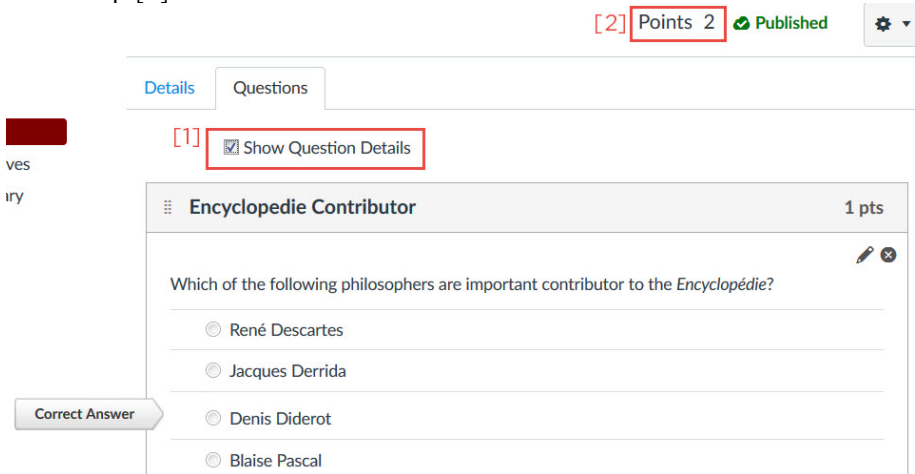 [2] Points 2 Published
Details Questions
[1] Show Question Details
ves
Encyclopedie Contributor 1 pts
Which of the following philosophers are important contributor to the Encyclopédie?
René Descartes
Jacques Derrida
Correct Answer Denis Diderot
Blaise Pascal